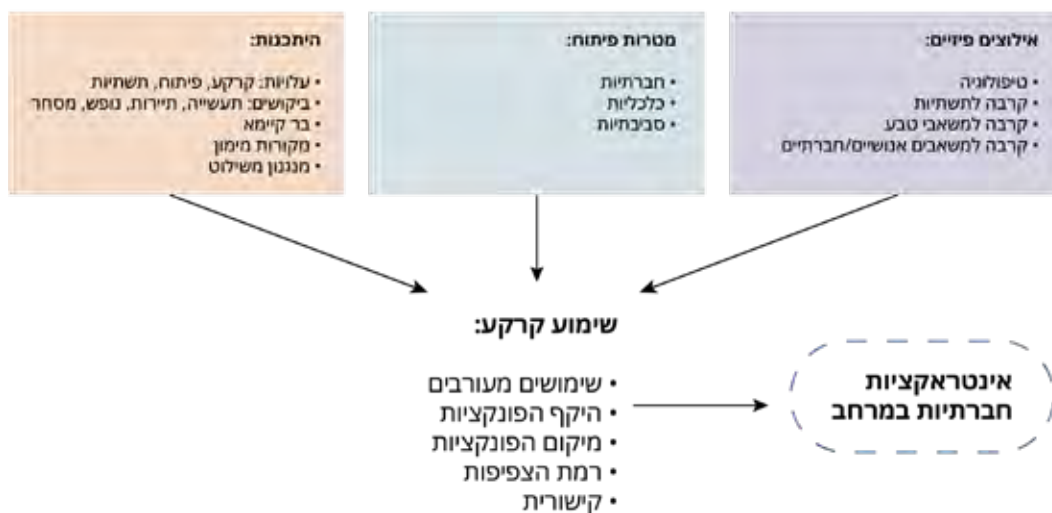 אילוצים פיזיים:
• טיפולוגיה
• קרבה לתשתיות
• קרבה למשאבי טבע
• קרבה למשאבים אנושיים/חברתיים
מטרות פיתוח:
• חברתיות
• כלכליות
• סביבתיות
היתכנות:
• עלויות: קרקע, פיתוח, תשתיות
• ביקושים: תעשייה, תיירות, נופש, מסחר
• בר קיימא
• מקורות מימון
• מנגנון משילוט
שימוע קרקע:
• שימושים מעורבים
• היקף הפונקציות
• מיקום הפונקציות
• רמת הצפיפות
• קישורית
אינטראקציות
חברתיות במרחב